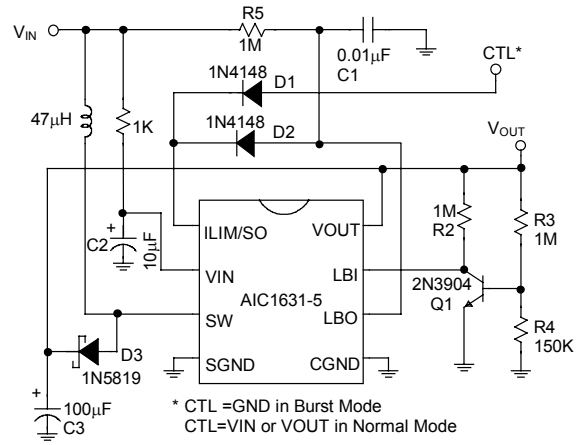 R5
VIN
1M
0.01µF
C1
CTL*
1N4148
D1
47µH
1K
1N4148
D2
VOUT
+
C2
10µF
ILIM/SO
VOUT
VIN
LBI
AIC1631-5
SW
LBO
SGND
CGND
1M
R2
R3
1M
2N3904
Q1
R4
150K
D3
1N5819
+
100µF
C3
* CTL =GND in Burst Mode
CTL=VIN or VOUT in Normal Mode